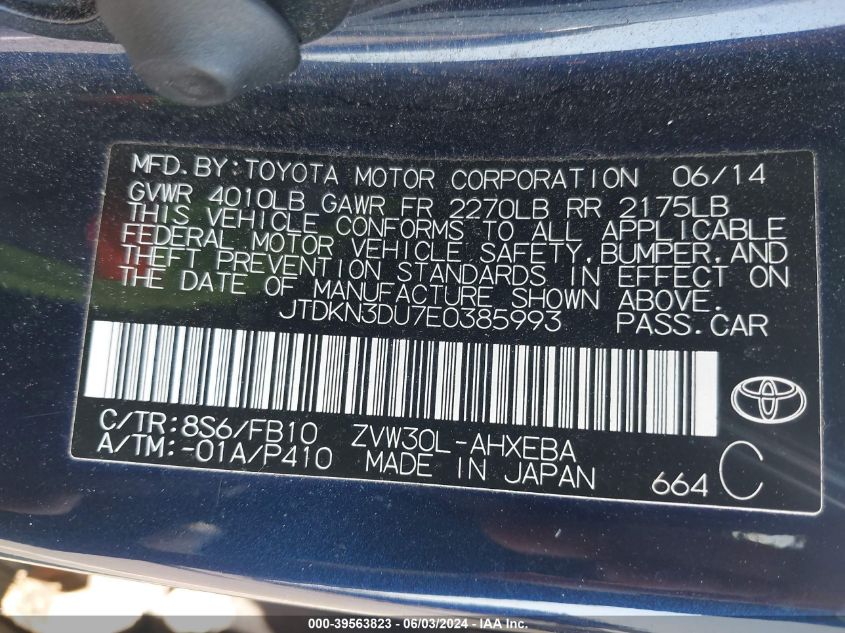 MFD.BY:TOYOTA MOTOR CORPORATION 06/14
GVWR 4010LB GAWR FR 2270LB RR 2175LB
THIS VEHICLE CONFORMS TO ALL APPLICABLE
FEDERAL MOTOR VEHICLE SAFETY,BUMPER,AND
THEFT PREVENTION STANDARDS IN EFFECT ON
THE DATE OF MANUFACTURE SHOWN ABOVE.
JTDKN3DU7E0385993 PASS.CAR
C/TR:8S6/FB10 ZVW30L-AHXEBA
A/TM:-01A/P410 MADE IN JAPAN 664 C
000-39563823 / 06/03/2024 - IAA Inc.